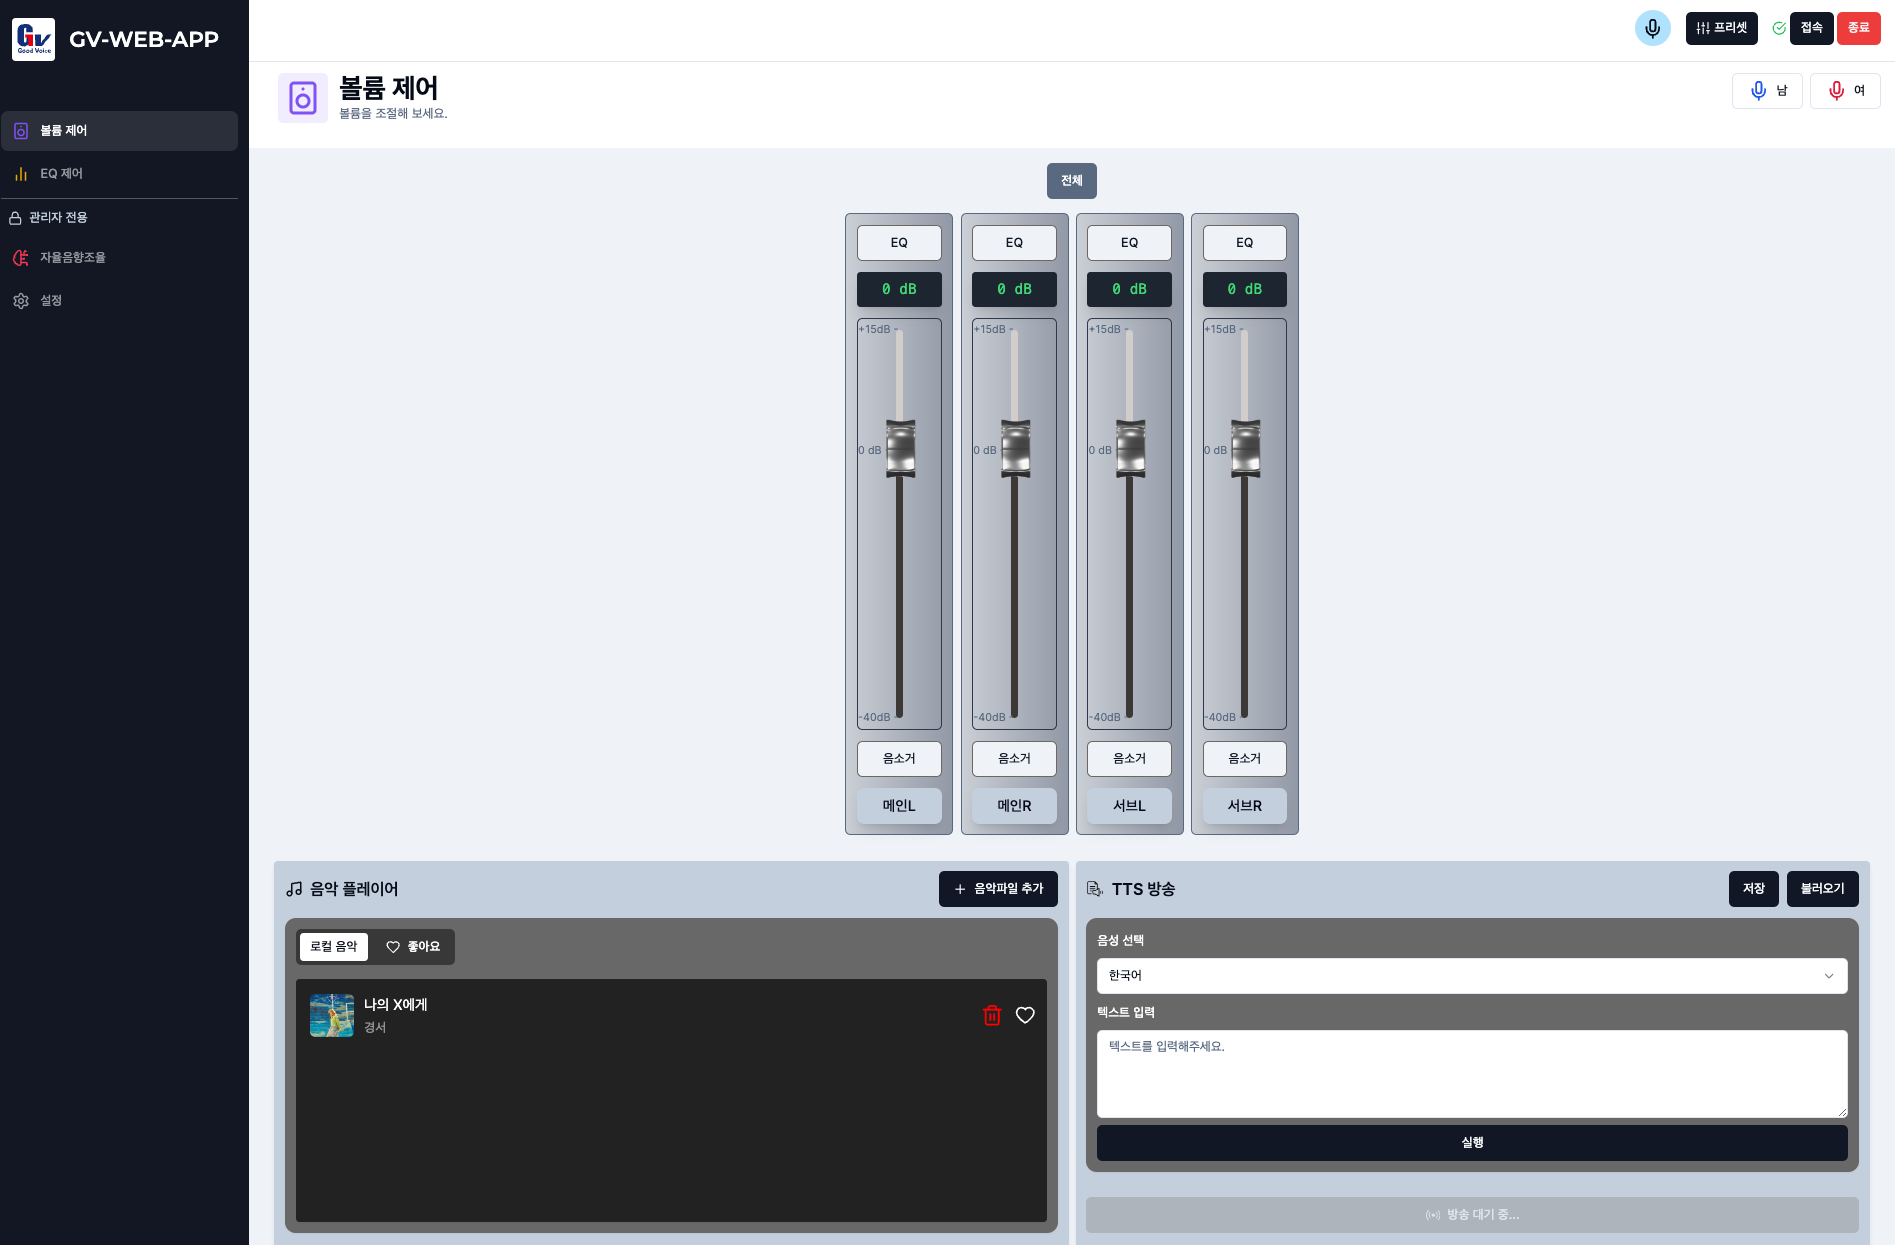 GV
Good Voice
GV-WEB-APP
볼륨 제어
EQ 제어
관리자 전용
자율음향조율
설정
프리셋
접속
종료
볼륨 제어
볼륨을 조절해 보세요.
남
여
전체
EQ EQ EQ EQ
0 dB 0 dB 0 dB 0 dB
+15dB - +15dB - +15dB - +15dB -
0 dB 0 dB 0 dB 0 dB
-40dB - -40dB - -40dB - -40dB -
음소거 음소거 음소거 음소거
메인L 메인R 서브L 서브R
음악 플레이어
+ 음악파일 추가
로컬 음악
좋아요
나의 X에게
경서
TTS 방송
저장
불러오기
음성 선택
한국어
텍스트 입력
텍스트를 입력해주세요.
실행
방송 대기 중...